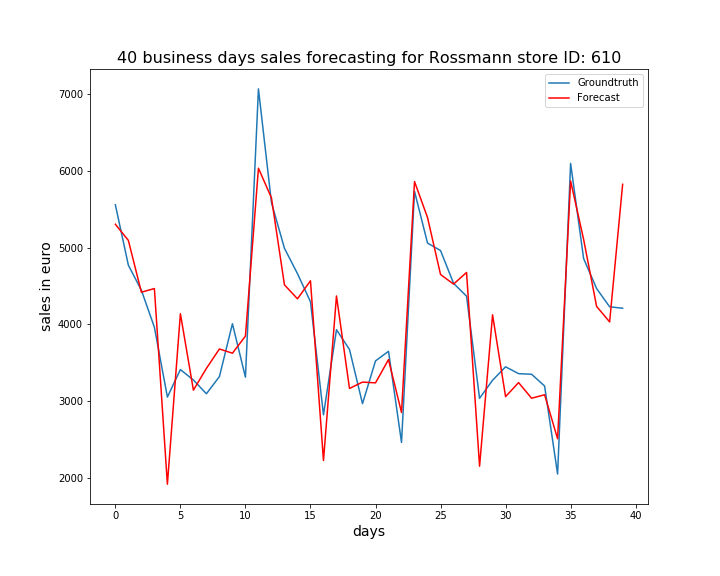 40 business days sales forecasting for Rossmann store ID: 610
Groundtruth
Forecast
7000
6000
5000
4000
3000
2000
sales in euro
0 5 10 15 20 25 30 35 40
days